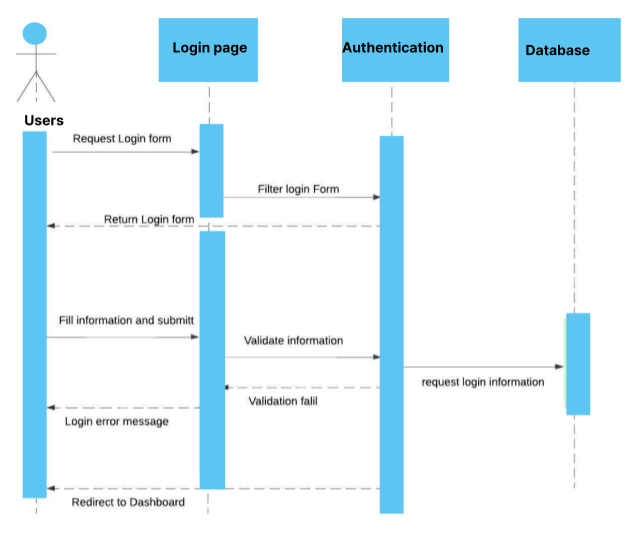 Login page
Authentication
Database
Users
Request Login form
Filter login Form
Return Login form
Fill information and submitt
Validate information
request login information
Validation falil
Login error message
Redirect to Dashboard